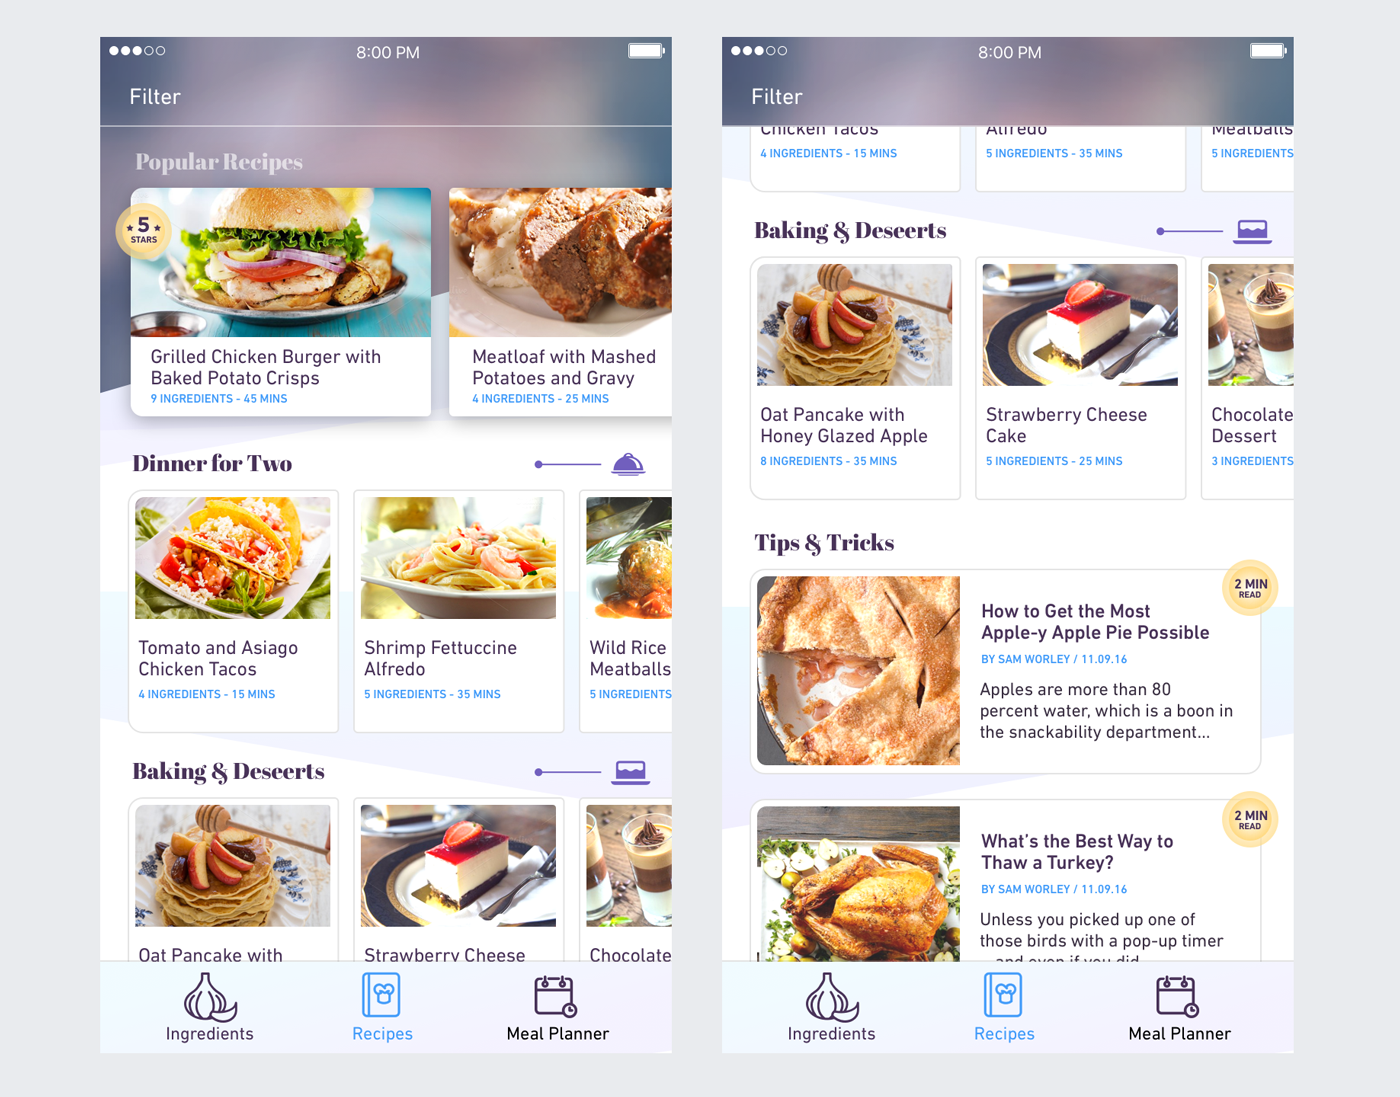 8:00 PM
Filter
Popular Recipes
5
STARS
Grilled Chicken Burger with
Baked Potato Crisps
9 INGREDIENTS - 45 MINS
Meatloaf with Mashed
Potatoes and Gravy
4 INGREDIENTS - 25 MINS
Dinner for Two
Tomato and Asiago
Chicken Tacos
4 INGREDIENTS - 15 MINS
Shrimp Fettuccine
Alfredo
5 INGREDIENTS - 35 MINS
Wild Rice
Meatballs
5 INGREDIENTS
Baking & Deseerts
Oat Pancake with
Strawberry Cheese
Chocolate
Ingredients
Recipes
Meal Planner
8:00 PM
Filter
Chicken Tacos
4 INGREDIENTS - 15 MINS
Alfredo
5 INGREDIENTS - 35 MINS
Meatballs
5 INGREDIENTS
Baking & Deseerts
Oat Pancake with
Honey Glazed Apple
8 INGREDIENTS - 35 MINS
Strawberry Cheese
Cake
5 INGREDIENTS - 25 MINS
Chocolate
Dessert
3 INGREDIENTS
Tips & Tricks
2 MIN
READ
How to Get the Most
Apple-y Apple Pie Possible
BY SAM WORLEY / 11.09.16
Apples are more than 80
percent water, which is a boon in
the snackability department...
2 MIN
READ
What's the Best Way to
Thaw a Turkey?
BY SAM WORLEY / 11.09.16
Unless you picked up one of
those birds with a pop-up timer
and even if you did
Ingredients
Recipes
Meal Planner